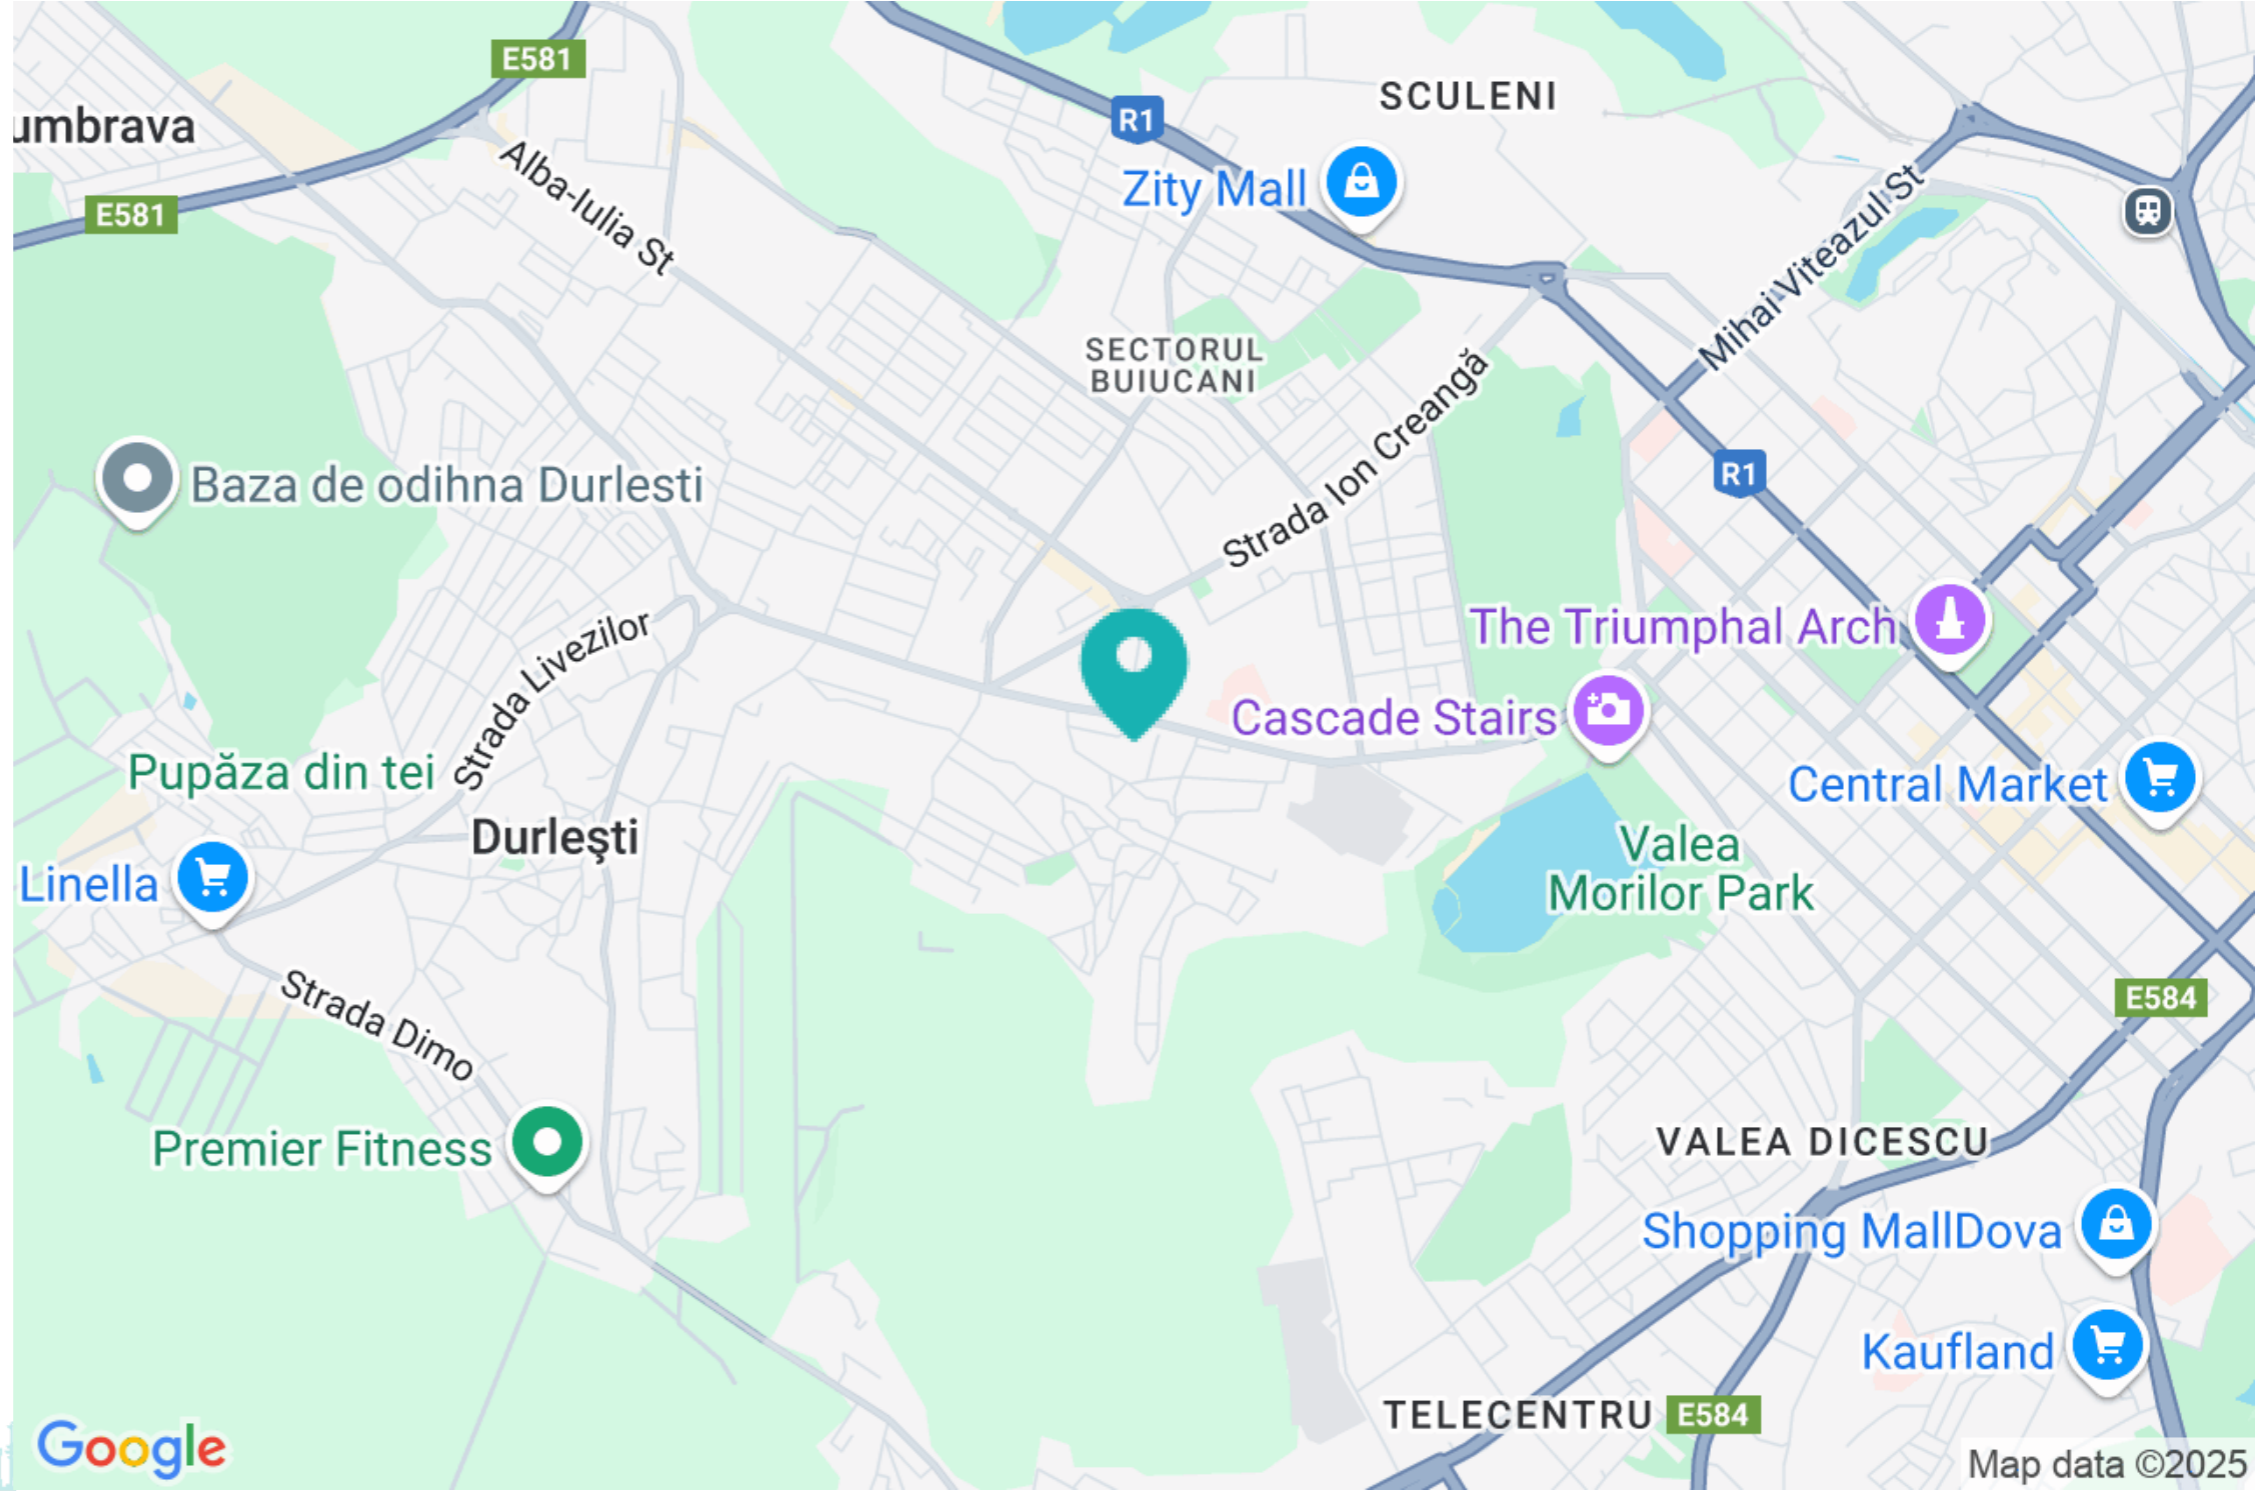 E581
SCULENI
R1
umbrava
Zity Mall
Alba-Iulia St
E581
Mihai Viteazul St
SECTORUL
BUIUCANI
Strada Ion Creangă
R1
Baza de odihna Durlesti
The Triumphal Arch
Strada Livezilor
Cascade Stairs
Pupăza din tei
Central Market
Durleşti
Valea
Morilor Park
Linella
E584
Strada Dimo
Premier Fitness
VALEA DICESCU
Shopping MallDova
Kaufland
TELECENTRU
E584
Google
Map data ©2025